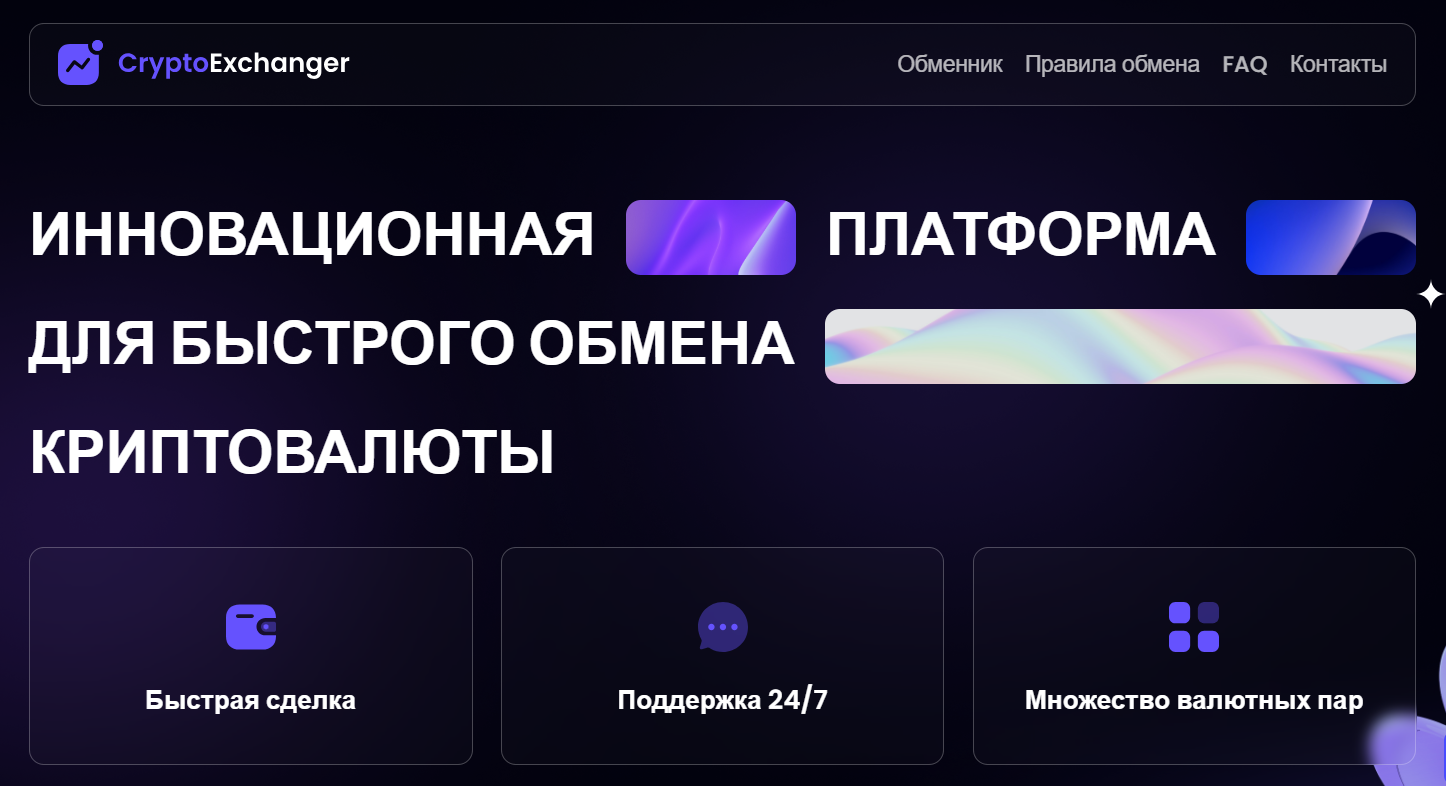 CryptoExchanger
Обменник Правила обмена FAQ Контакты
ИННОВАЦИОННАЯ ПЛАТФОРМА
ДЛЯ БЫСТРОГО ОБМЕНА
КРИПТОВАЛЮТЫ
Быстрая сделка
Поддержка 24/7
Множество валютных пар